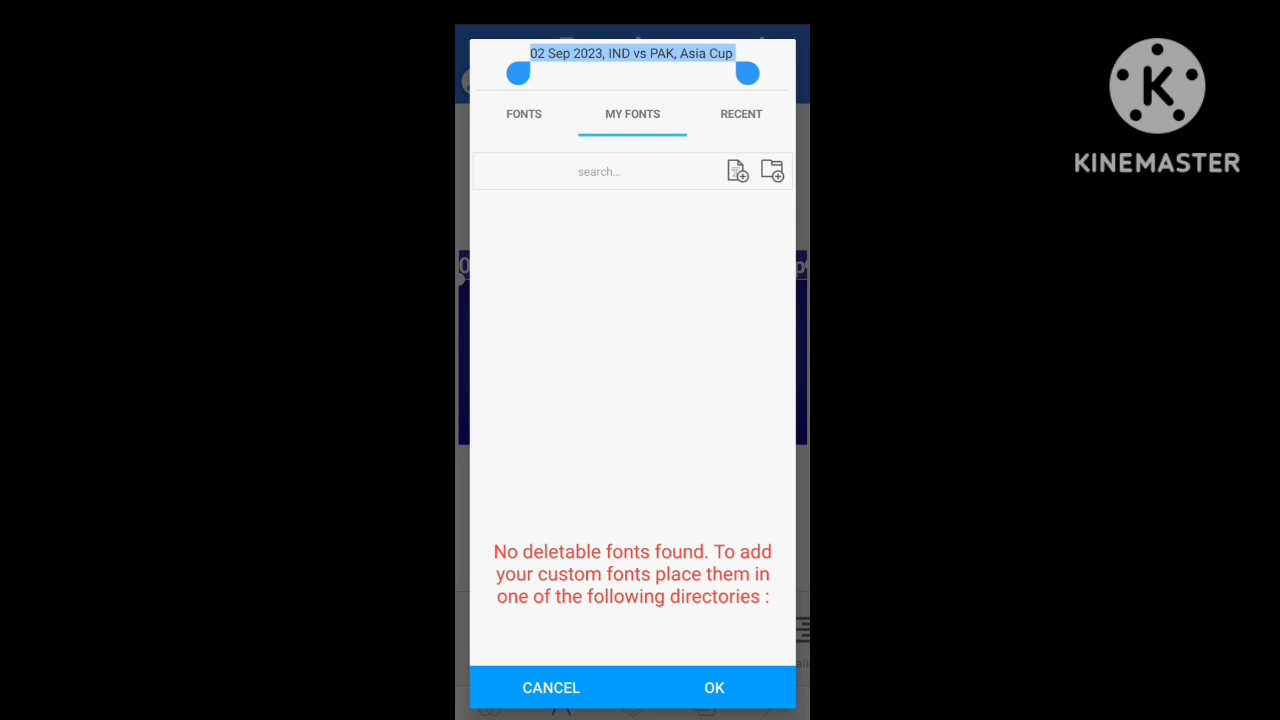 02 Sep 2023, IND vs PAK, Asia Cup
FONTS
MY FONTS
RECENT
search...
No deletable fonts found. To add
your custom fonts place them in
one of the following directories :
CANCEL
OK
K
KINEMASTER